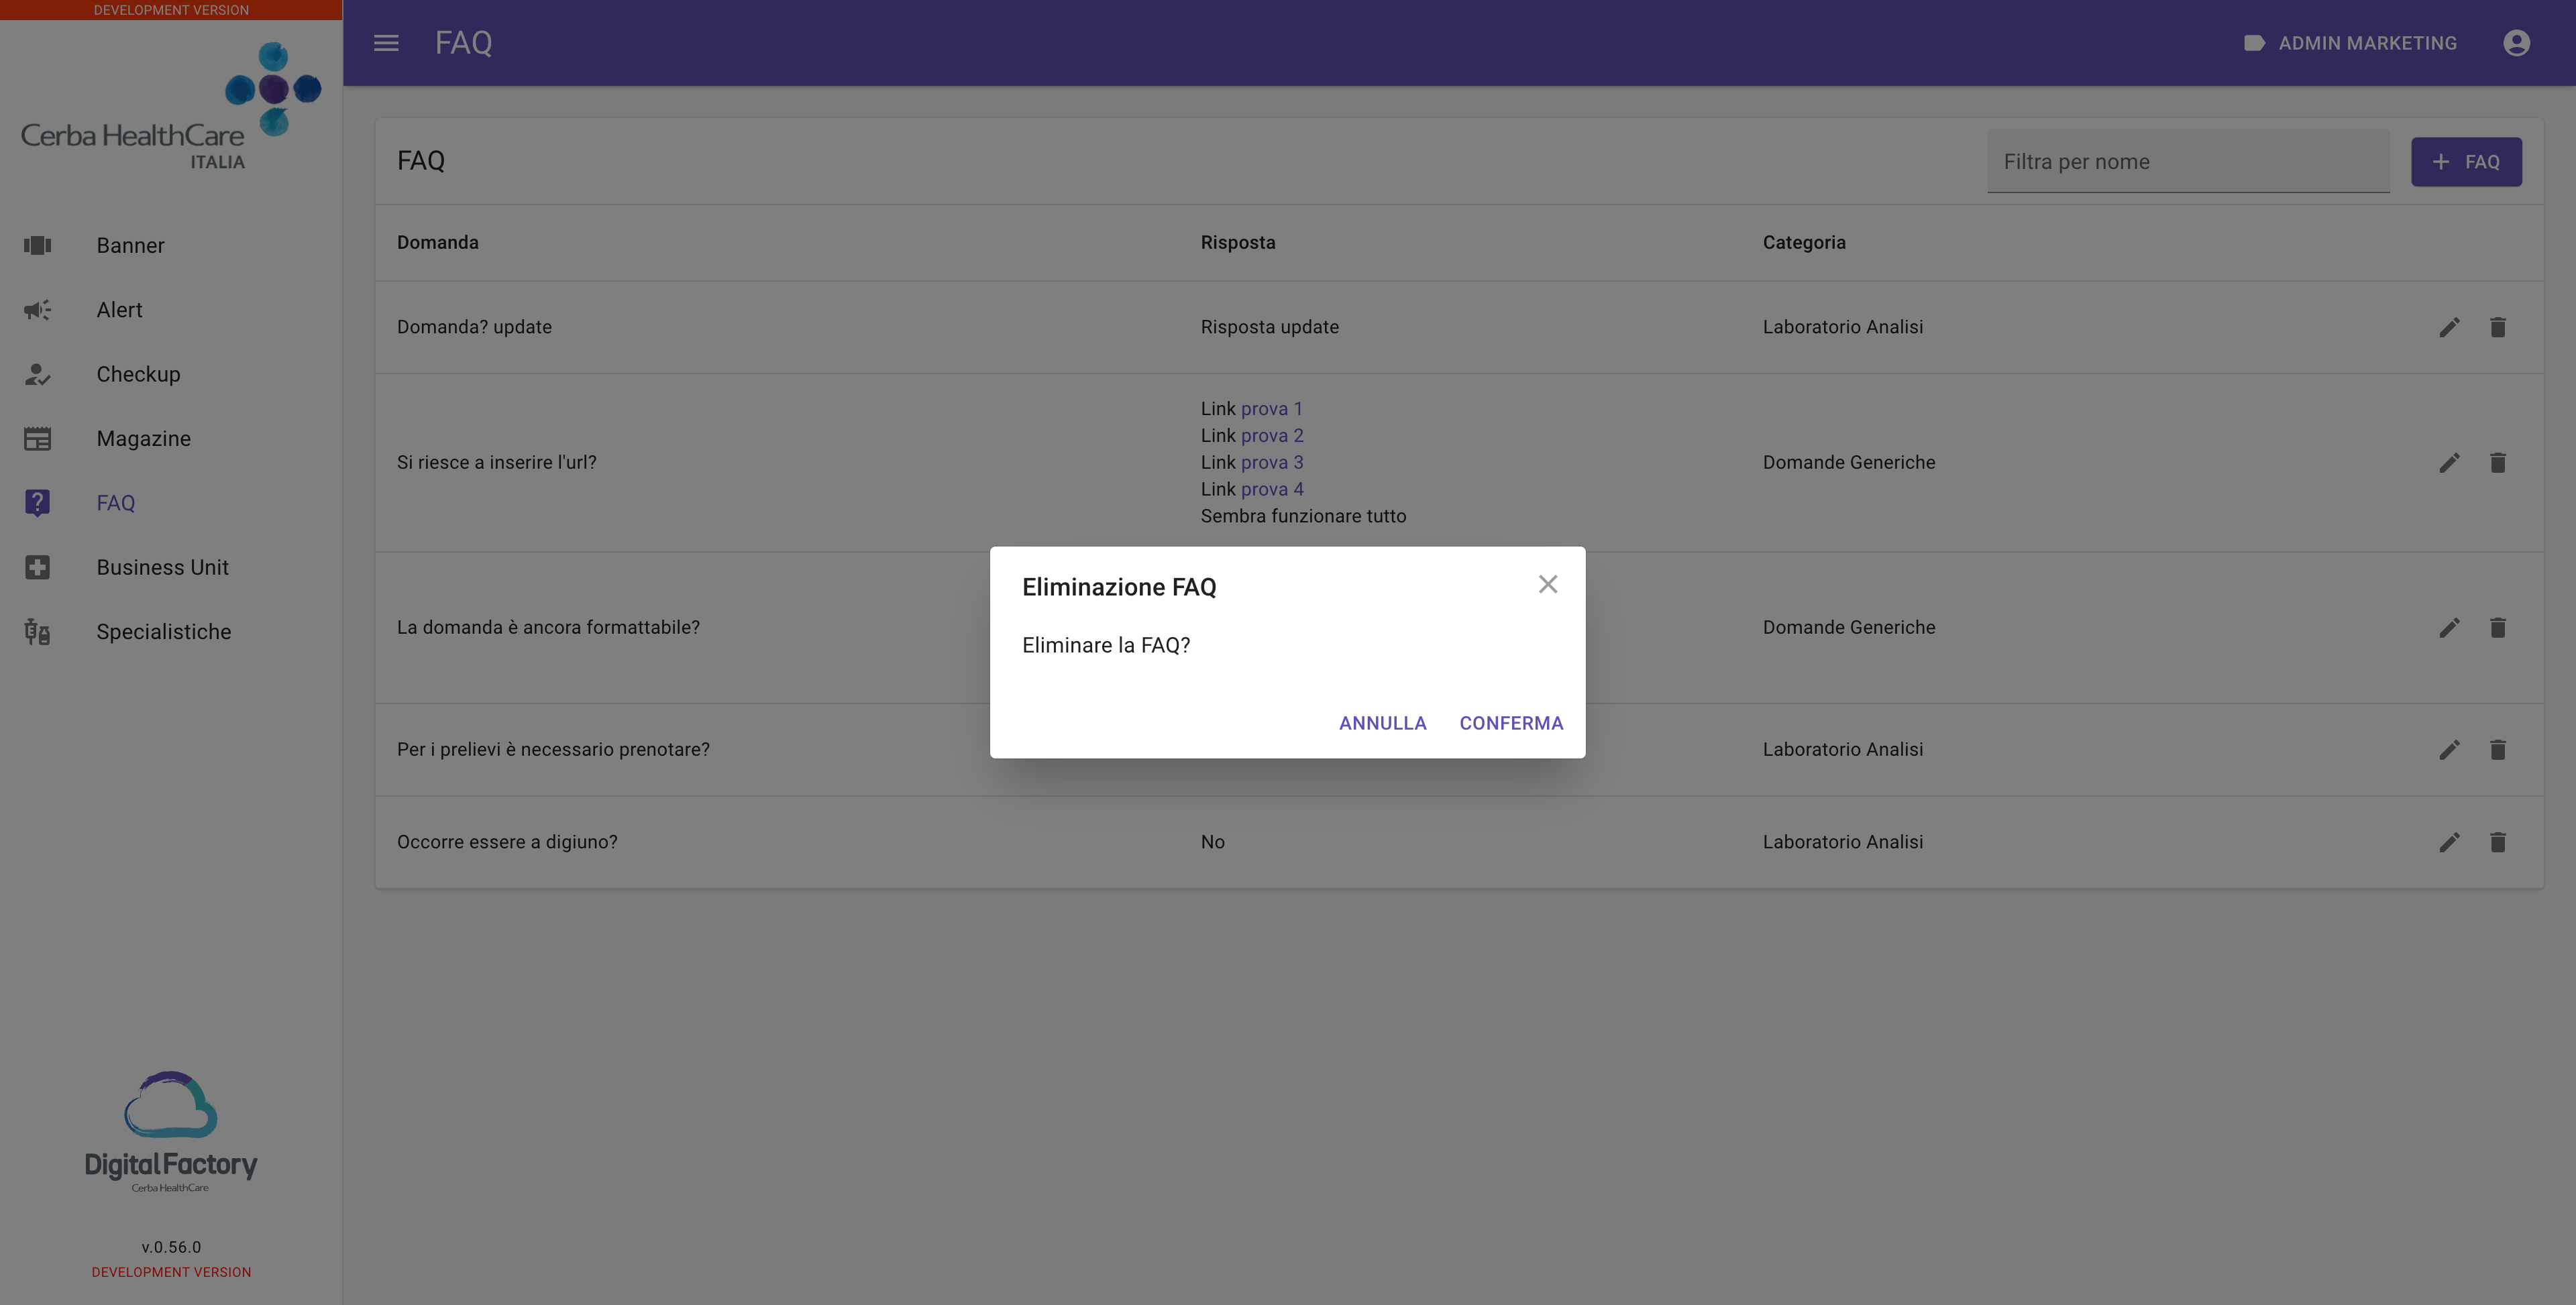 DEVELOPMENT VERSION
Cerba HealthCare
ITALIA
Banner
Alert
Checkup
Magazine
FAQ
Business Unit
Specialistiche
DigitalFactory
Cerba HealthCare
v.0.56.0
DEVELOPMENT VERSION
FAQ
ADMIN MARKETING
FAQ
Filtra per nome
+ FAQ
Domanda Risposta Categoria
Domanda? update Risposta update Laboratorio Analisi
Link prova 1
Link prova 2
Si riesce a inserire l'url? Link prova 3 Domande Generiche
Link prova 4
Sembra funzionare tutto
La domanda è ancora formattabile? Domande Generiche
Per i prelievi è necessario prenotare? Laboratorio Analisi
Occorre essere a digiuno? No Laboratorio Analisi
Eliminazione FAQ
Eliminare la FAQ?
ANNULLA CONFERMA